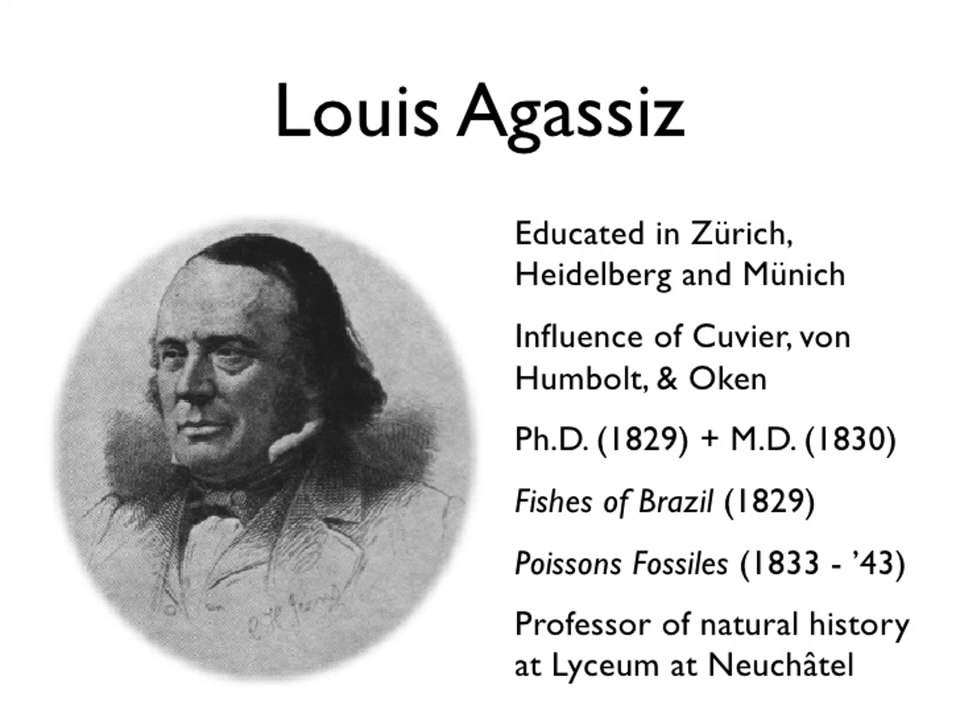 Louis Agassiz
Educated in Zürich,
Heidelberg and Münich
Influence of Cuvier, von
Humbolt, & Oken
Ph.D. (1829) + M.D. (1830)
Fishes of Brazil (1829)
Poissons Fossiles (1833 - ’43)
Professor of natural history
at Lyceum at Neuchâtel